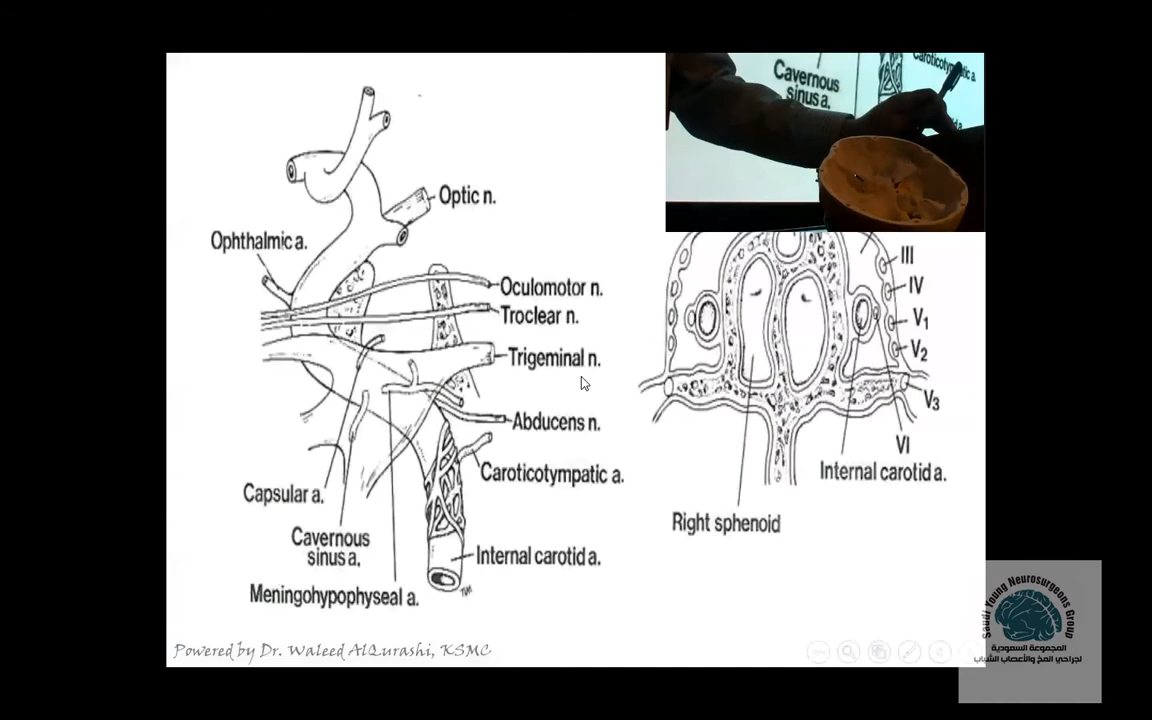 Optic n.
Ophthalmic a.
Oculomotor n.
Troclear n.
Trigeminal n.
Abducens n.
Caroticotympatic a.
Capsular a.
Cavernous
sinus a.
Internal carotid a.
Meningohypophyseal a.
Cavernous
sinus a.
Caroticotympatic a.
III
IV
V1
V2
V3
VI
Internal carotid a.
Right sphenoid
Powered by Dr. Waleed AlQurashi, KSMC
Saudi Young Neurosurgeons Group
المجموعة السعودية
لجراحي المخ والأعصاب الشباب